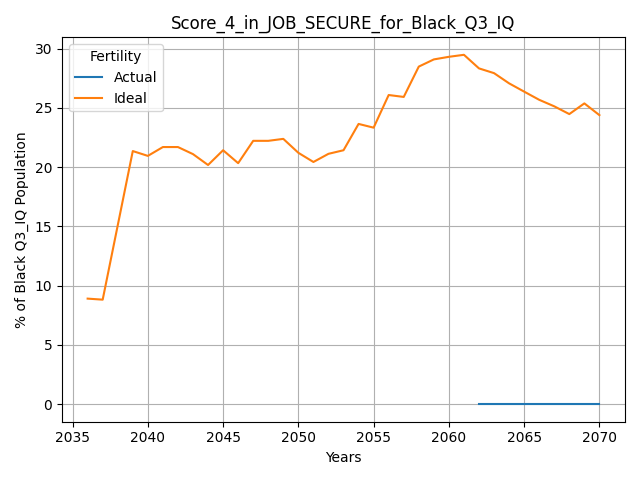 Score_4_in_JOB_SECURE_for_Black_Q3_IQ
Fertility
Actual
Ideal
% of Black Q3_IQ Population
30
25
20
15
10
5
0
2035 2040 2045 2050 2055 2060 2065 2070
Years